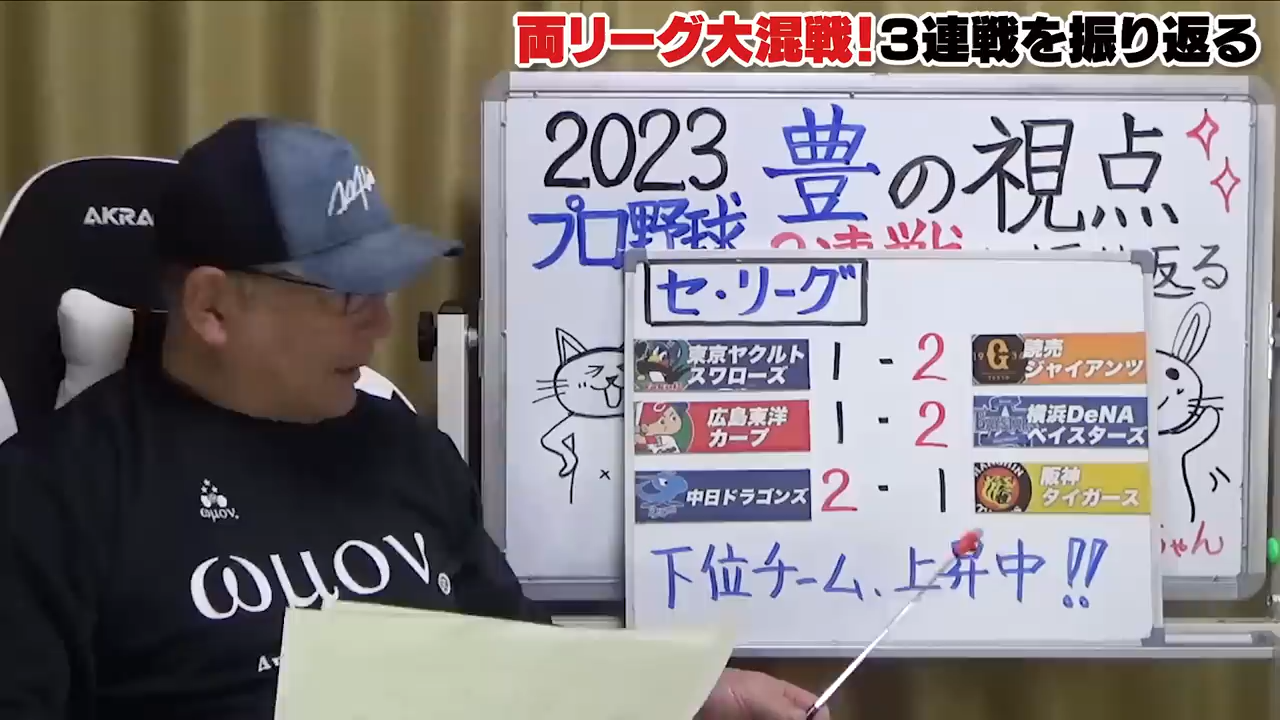 両リーグ大混戦!3連戦を振り返る
2023 豊の視点
プロ野球
返る
セ・リーグ
東京ヤクルト
スワローズ
1 - 2
読売
ジャイアンツ
広島東洋
カープ
1 - 2
横浜DeNA
ベイスターズ
中日ドラゴンズ
2 - 1
阪神
タイガース
下位チーム、上昇中!!
ゃん
AKRA
ωμον
ωμον